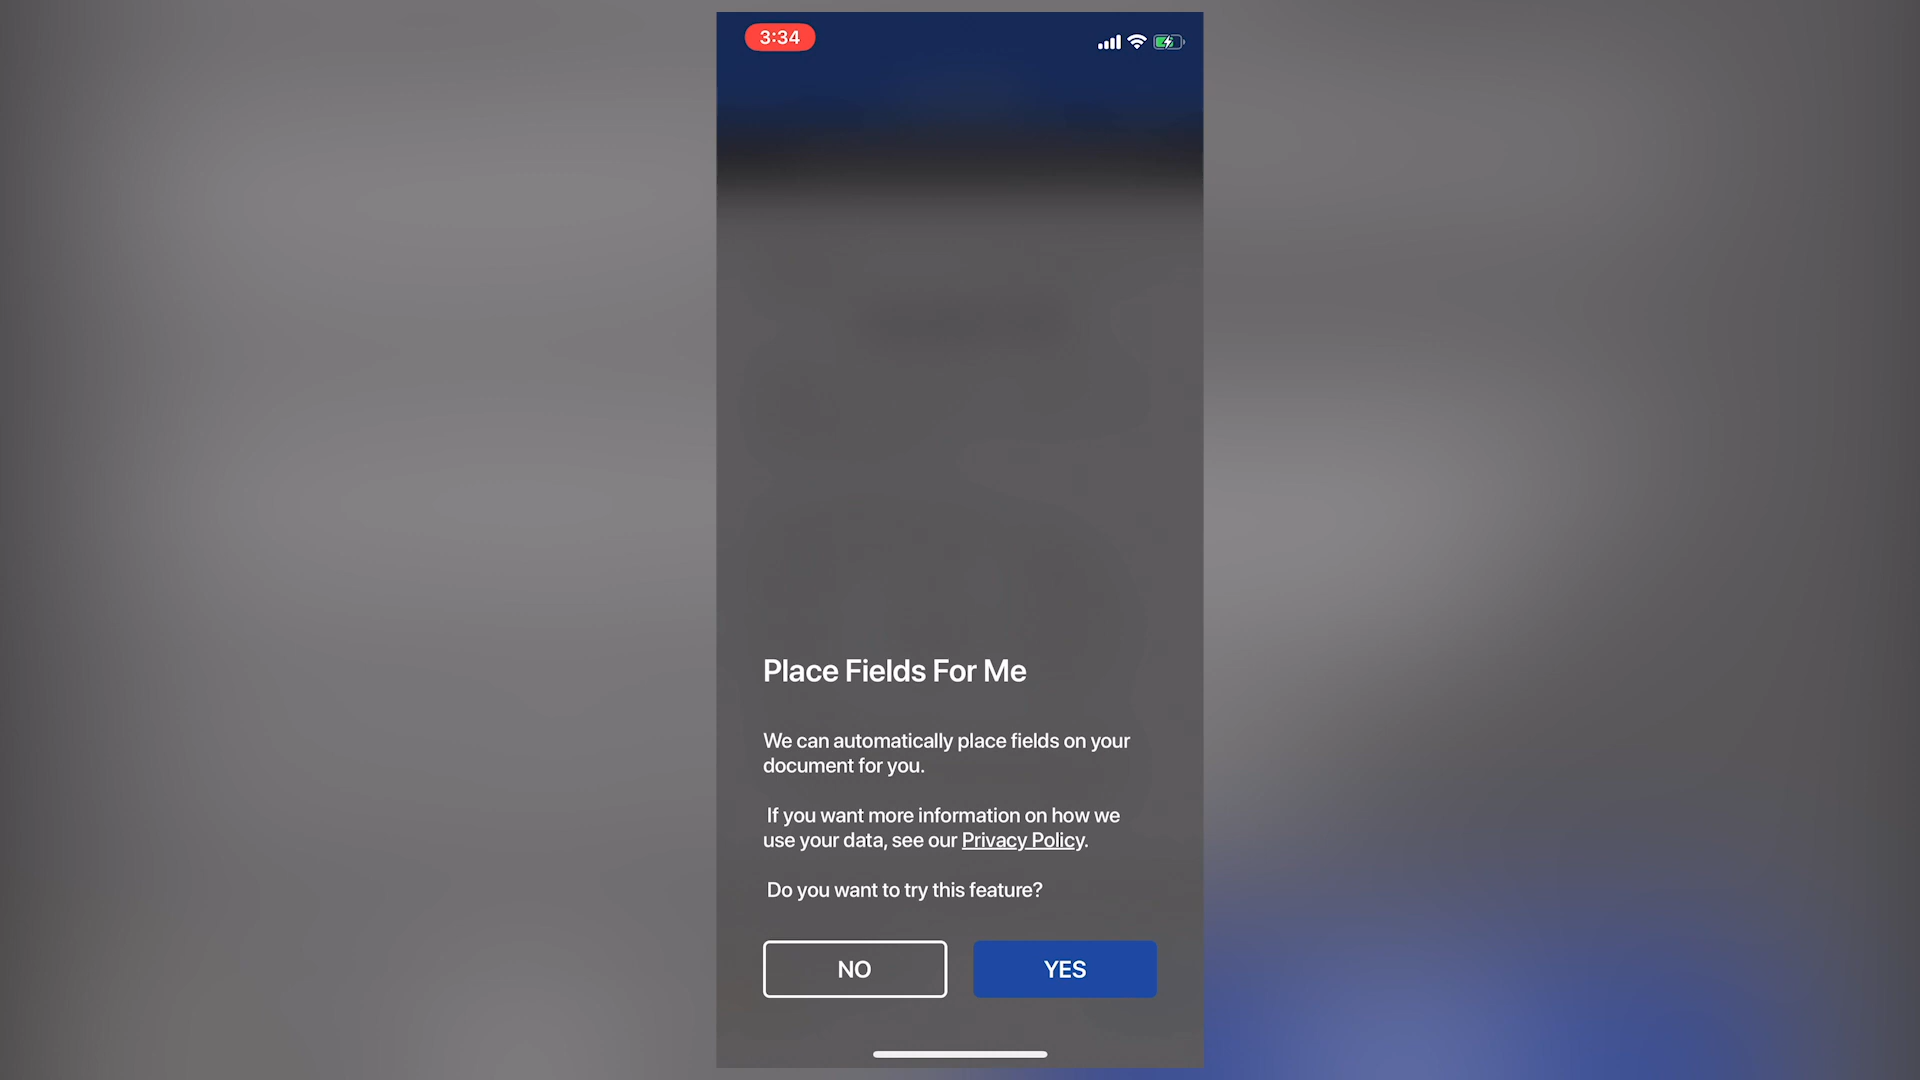 3:34
Place Fields For Me
We can automatically place fields on your
document for you.
If you want more information on how we
use your data, see our Privacy Policy.
Do you want to try this feature?
NO
YES